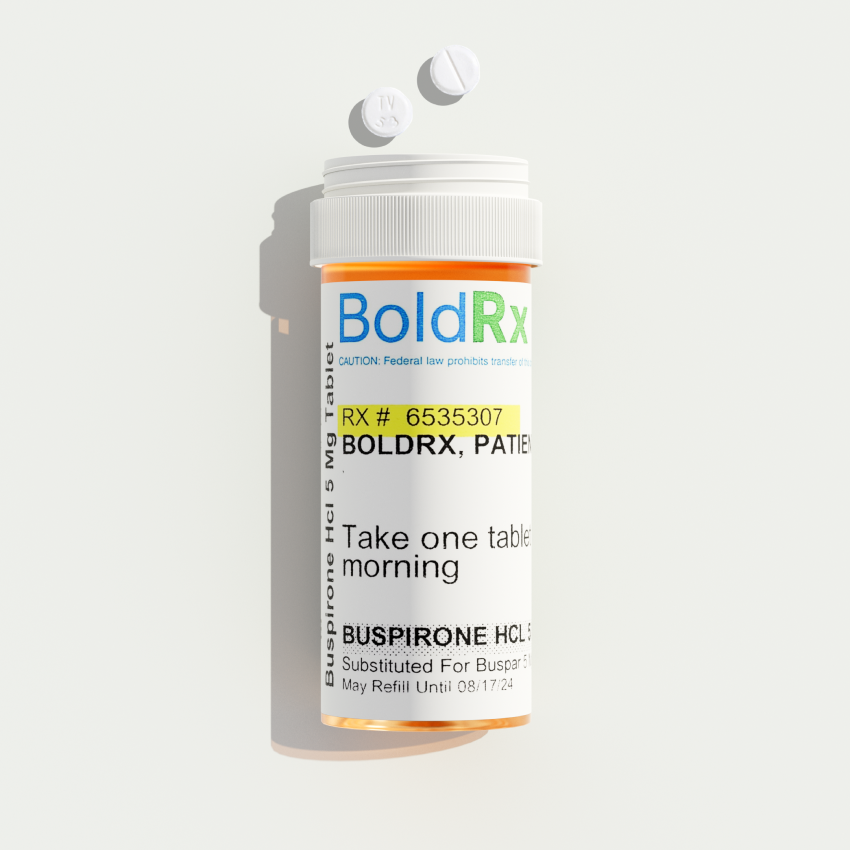 TV
BoldRx
CAUTION: Federal law prohibits transfer of
RX # 6535307
BOLDRX, PATIEN
Take one tablet
morning
BUSPIRONE HCL 5
Substituted For Buspar 5
May Refill Until 08/17/24
Buspirone Hcl 5 Mg Tablet